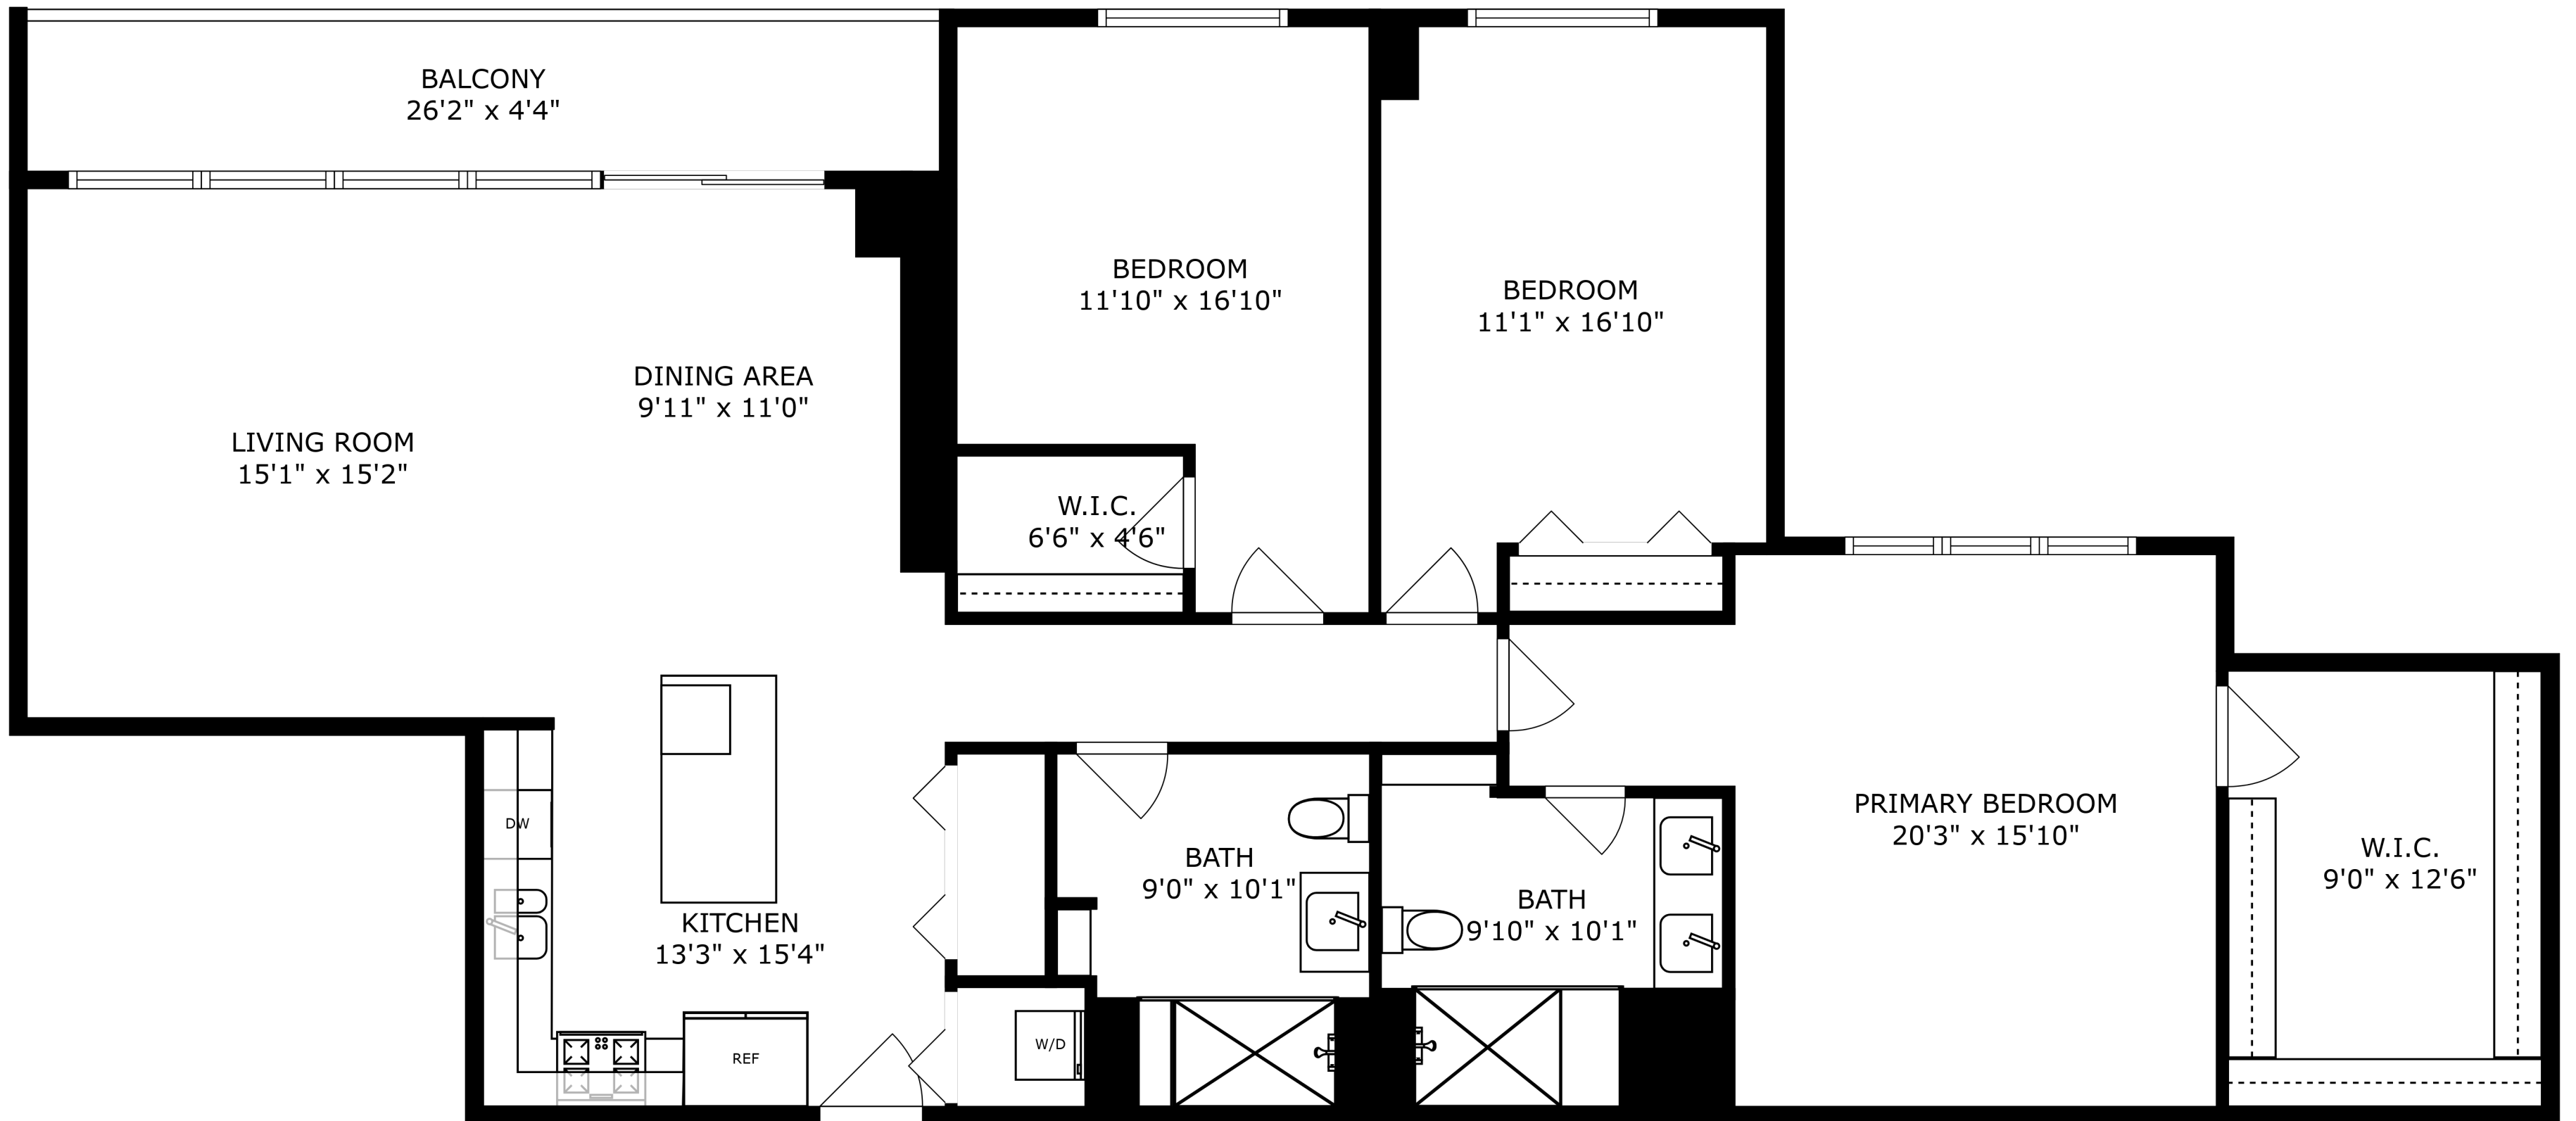 BALCONY
26'2" x 4'4"
BEDROOM
11'10" x 16'10"
BEDROOM
11'1" x 16'10"
DINING AREA
9'11" x 11'0"
LIVING ROOM
15'1" x 15'2"
W.I.C.
6'6" x 4'6"
PRIMARY BEDROOM
20'3" x 15'10"
DW
BATH
9'0" x 10'1"
W.I.C.
9'0" x 12'6"
BATH
9'10" x 10'1"
KITCHEN
13'3" x 15'4"
W/D
REF